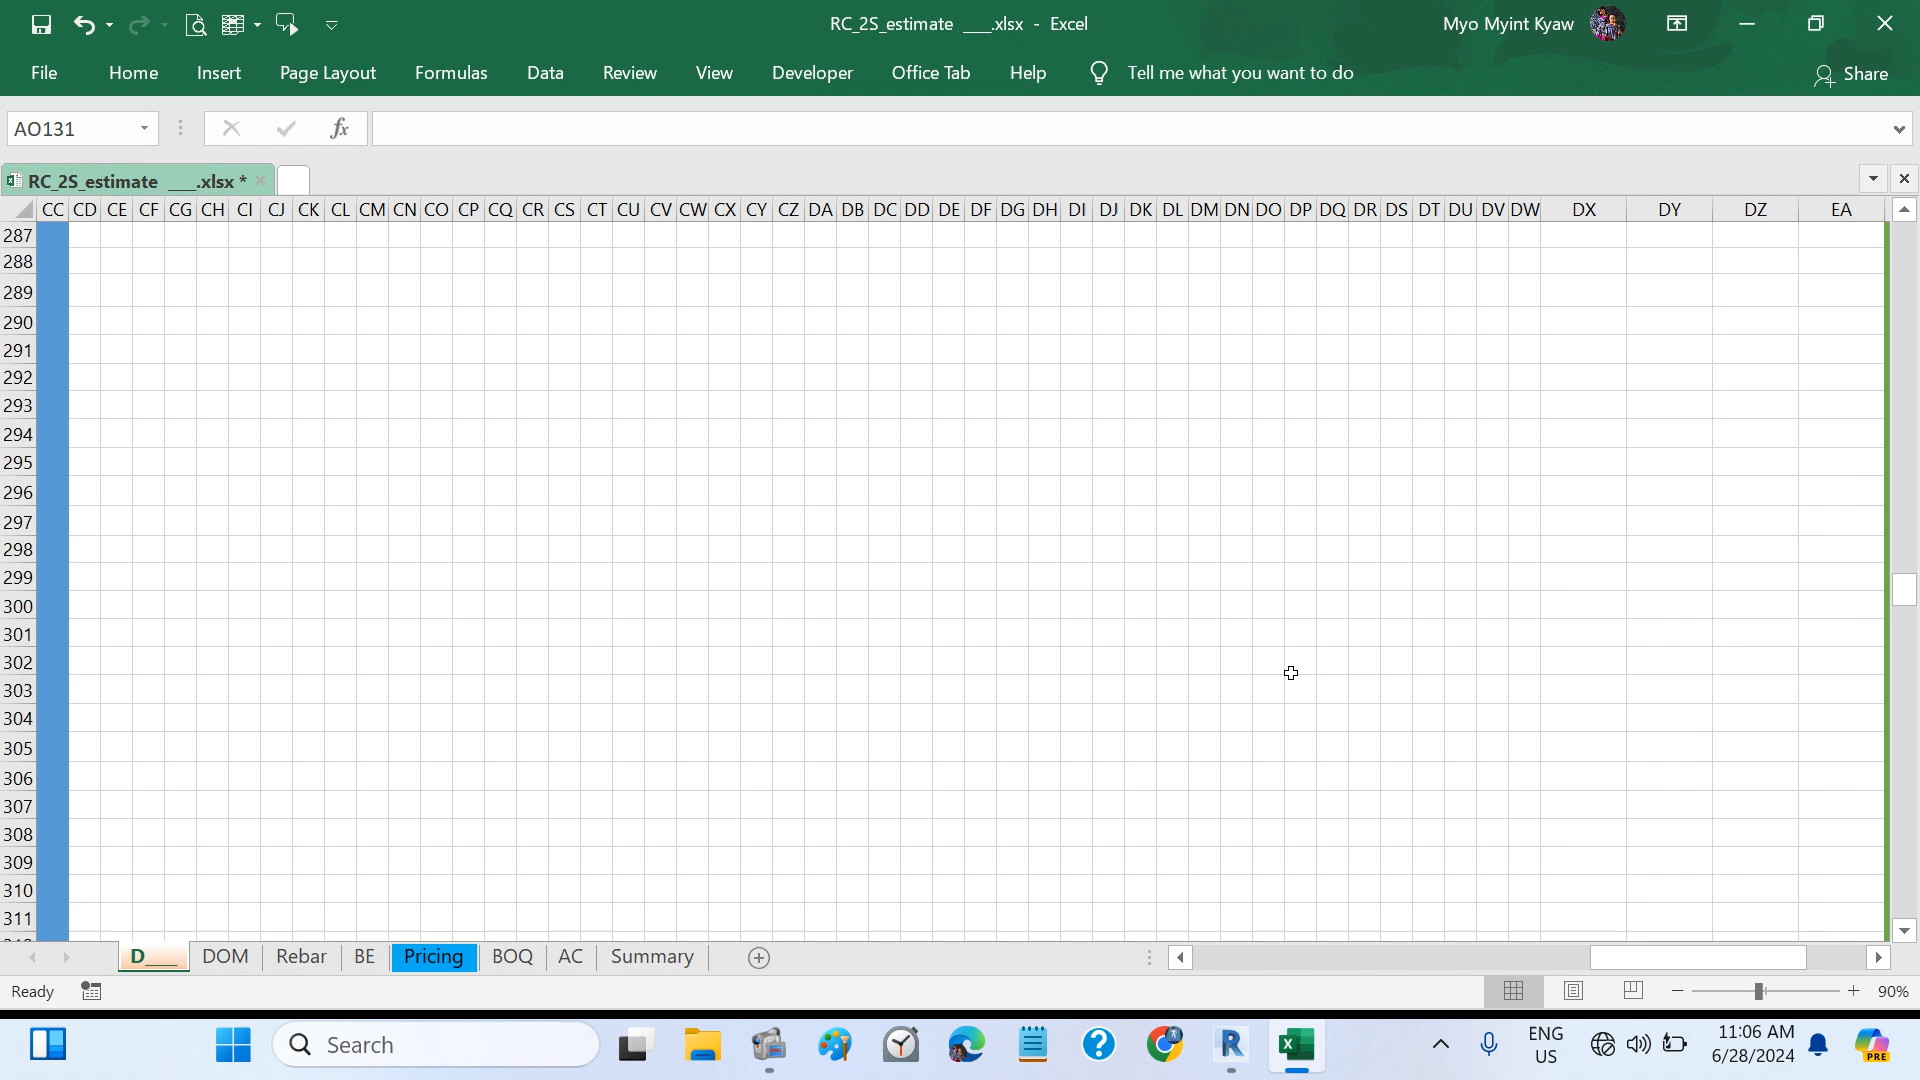 RC_2S_estimate ___.xlsx - Excel
Myo Myint Kyaw
File Home Insert Page Layout Formulas Data Review View Developer Office Tab Help Tell me what you want to do Share
AO131 fx
RC_2S_estimate ___.xlsx *
CC CD CE CF CG CH CI CJ CK CL CM CN CO CP CQ CR CS CT CU CV CW CX CY CZ DA DB DC DD DE DF DG DH DI DJ DK DL DM DN DO DP DQ DR DS DT DU DV DW DX DY DZ EA
287
288
289
290
291
292
293
294
295
296
297
298
299
300
301
302
303
304
305
306
307
308
309
310
311
D___ DOM Rebar BE Pricing BOQ AC Summary
Ready 90%
Search ENG 11:06 AM
US 6/28/2024
PRE